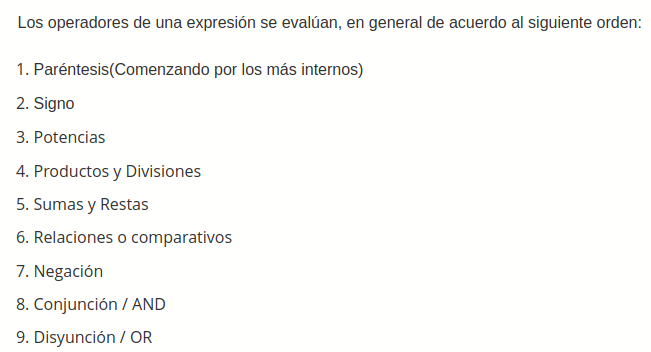 Los operadores de una expresión se evalúan, en general de acuerdo al siguiente orden:
1. Paréntesis(Comenzando por los más internos)
2. Signo
3. Potencias
4. Productos y Divisiones
5. Sumas y Restas
6. Relaciones o comparativos
7. Negación
8. Conjunción / AND
9. Disyunción / OR